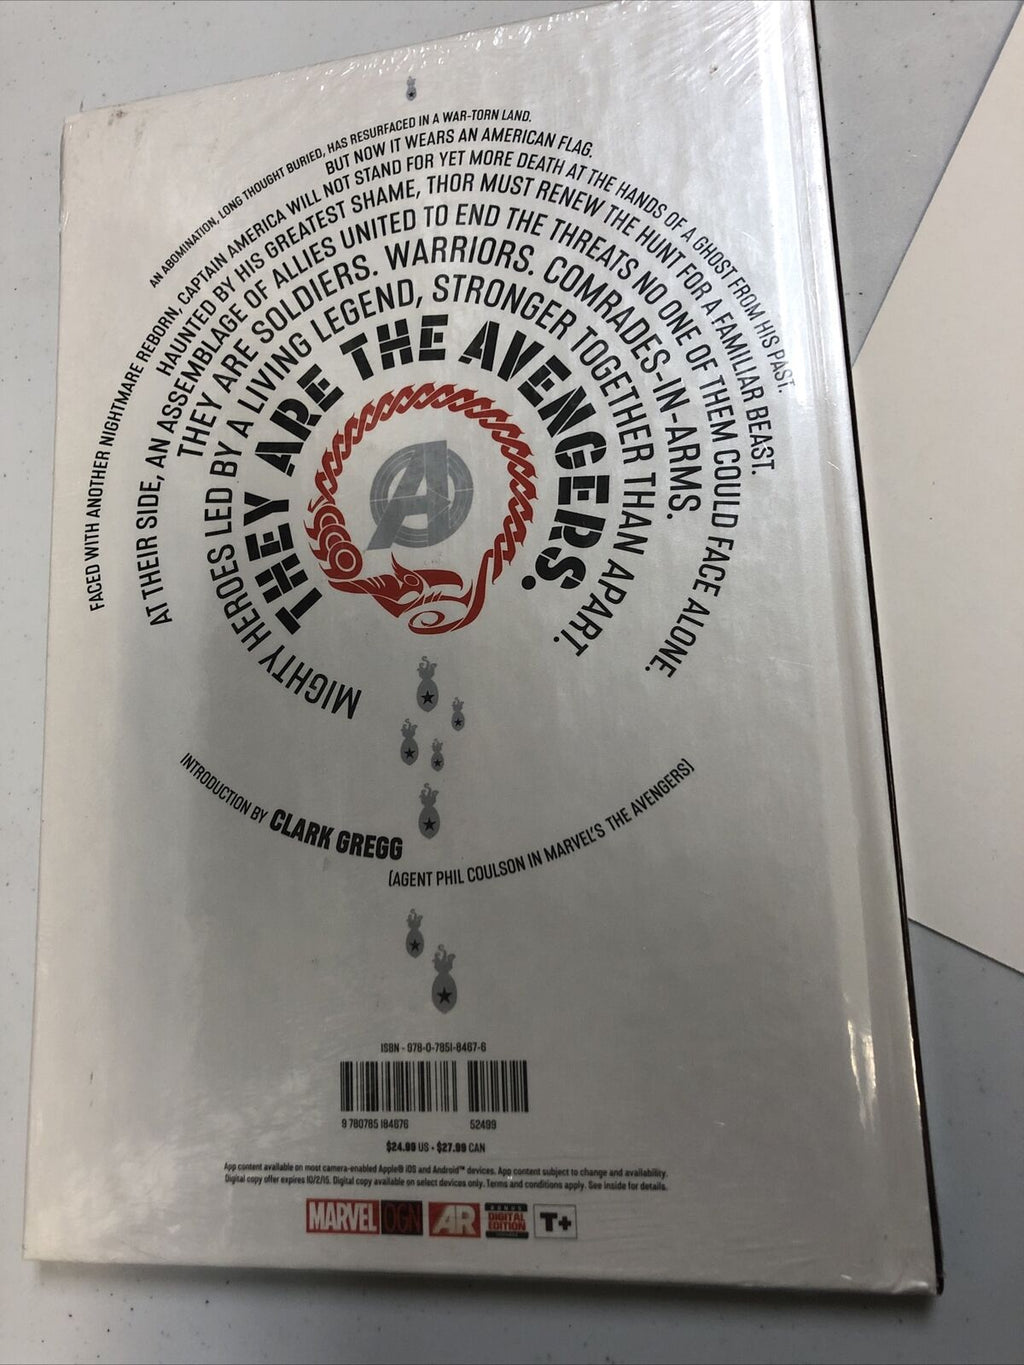 AN ABOMINATION, LONG THOUGHT BURIED, HAS RESURFACED IN A WAR-TORN LAND.
BUT NOW IT WEARS AN AMERICAN FLAG.
FACED WITH ANOTHER NIGHTMARE REBORN, CAPTAIN AMERICA WILL NOT STAND FOR YET MORE DEATH AT THE HANDS OF A GHOST FROM HIS PAST.
HAUNTED BY HIS GREATEST SHAME, THOR MUST RENEW THE HUNT FOR A FAMILIAR BEAST.
AT THEIR SIDE, AN ASSEMBLAGE OF ALLIES UNITED TO END THE THREATS NO ONE OF THEM COULD FACE ALONE.
THEY ARE SOLDIERS. WARRIORS. COMRADES-IN-ARMS.
MIGHTY HEROES LED BY A LIVING LEGEND, STRONGER TOGETHER THAN APART.
THEY ARE THE AVENGERS.
A
INTRODUCTION BY CLARK GREGG
(AGENT PHIL COULSON IN MARVEL'S THE AVENGERS)
ISBN - 978-0-7851-8467-6
9 780785 184676
52499
$24.99 US • $27.99 CAN
App content available on most camera-enabled Apple® iOS and Android™ devices. App content subject to change and availability.
Digital copy offer expires 10/2/15. Digital copy available on select devices only. Terms and conditions apply. See inside for details.
MARVEL OGN AR DIGITAL EDITION T+